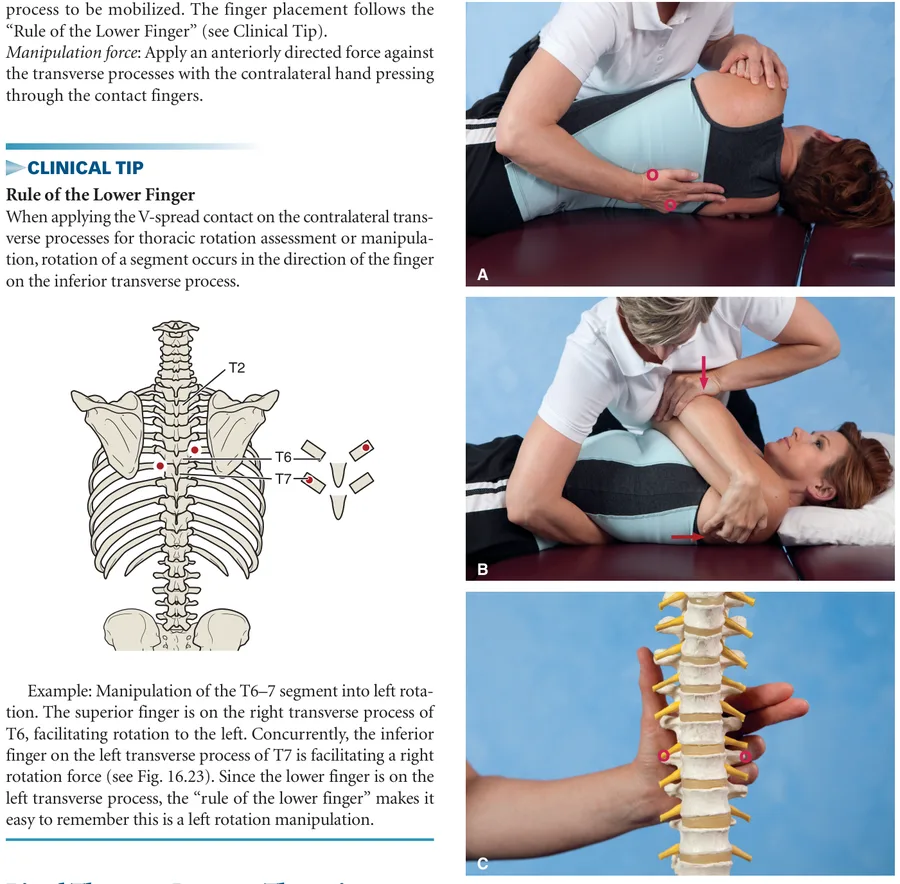 process to be mobilized. The finger placement follows the
“Rule of the Lower Finger” (see Clinical Tip).
Manipulation force: Apply an anteriorly directed force against
the transverse processes with the contralateral hand pressing
through the contact fingers.
CLINICAL TIP
Rule of the Lower Finger
When applying the V-spread contact on the contralateral trans-
verse processes for thoracic rotation assessment or manipula-
tion, rotation of a segment occurs in the direction of the finger
on the inferior transverse process.
T2
T6
T7
Example: Manipulation of the T6–7 segment into left rota-
tion. The superior finger is on the right transverse process of
T6, facilitating rotation to the left. Concurrently, the inferior
finger on the left transverse process of T7 is facilitating a right
rotation force (see Fig. 16.23). Since the lower finger is on the
left transverse process, the “rule of the lower finger” makes it
easy to remember this is a left rotation manipulation.
A
B
C